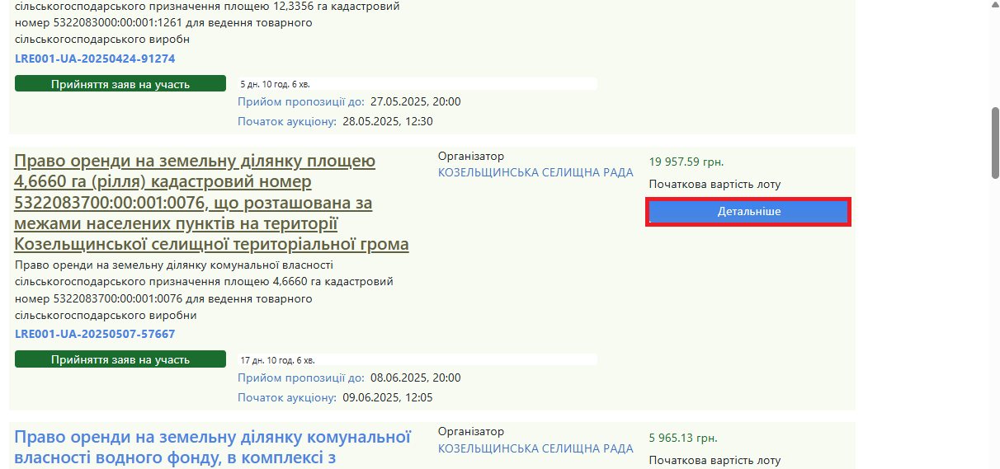 сільськогосподарського призначення площею 12,3356 га кадастровий
номер 5322083000:00:001:1261 для ведення товарного
сільськогосподарського виробн
LRE001-UA-20250424-91274
Прийняття заяв на участь
5 дн. 10 год. 6 хв.
Прийом пропозиції до: 27.05.2025, 20:00
Початок аукціону: 28.05.2025, 12:30
Право оренди на земельну ділянку площею
4,6660 га (рілля) кадастровий номер
5322083700:00:001:0076, що розташована за
межами населених пунктів на території
Козельщинської селищної територіальної грома
Право оренди на земельну ділянку комунальної власності
сільськогосподарського призначення площею 4,6660 га кадастровий
номер 5322083700:00:001:0076 для ведення товарного
сільськогосподарського виробни
LRE001-UA-20250507-57667
Організатор
КОЗЕЛЬЩИНСЬКА СЕЛИЩНА РАДА
19 957.59 грн.
Початкова вартість лоту
Детальніше
Прийняття заяв на участь
17 дн. 10 год. 6 хв.
Прийом пропозиції до: 08.06.2025, 20:00
Початок аукціону: 09.06.2025, 12:05
Право оренди на земельну ділянку комунальної
власності водного фонду, в комплексі з
Організатор
КОЗЕЛЬЩИНСЬКА СЕЛИЩНА РАДА
5 965.13 грн.
Початкова вартість лоту